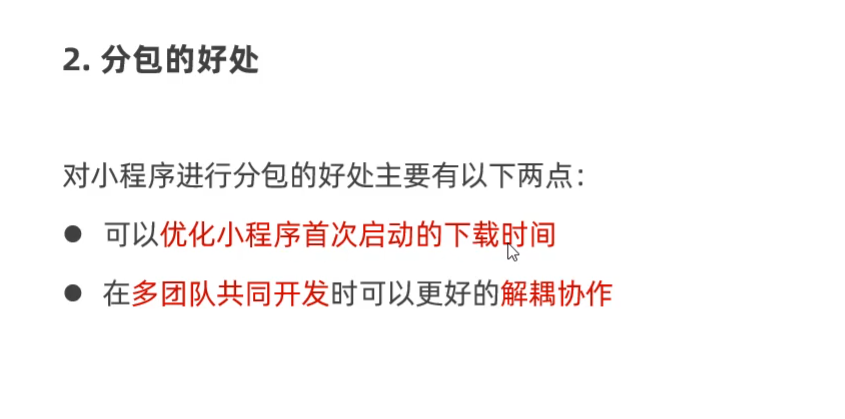 2. 分包的好处
对小程序进行分包的好处主要有以下两点：
● 可以优化小程序首次启动的下载时间
● 在多团队共同开发时可以更好的解耦协作